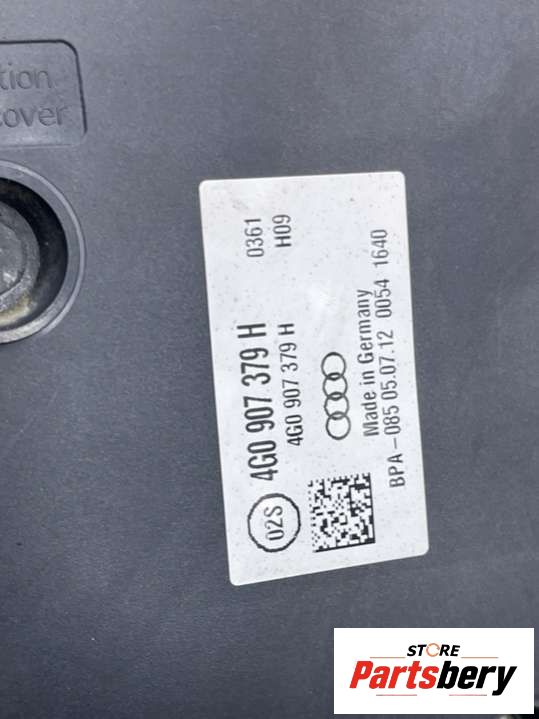 tion
cover
02S
4G0 907 379 H
0361
4G0 907 379 H
H09
Made in Germany
BPA-085 05.07.12 0054 1640
STORE
Partsbery